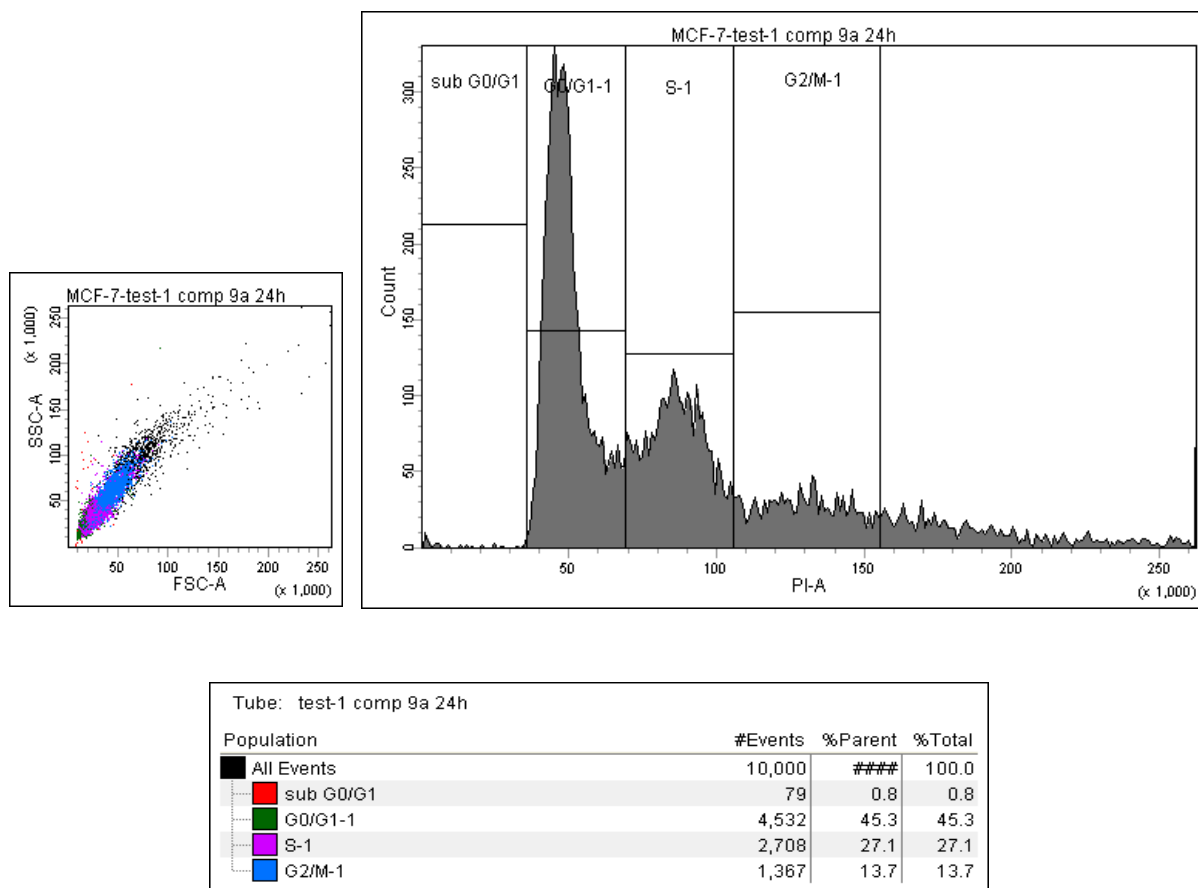 MCF-7-test-1 comp 9a 24h
sub G0/G1
G0/G1-1
S-1
G2/M-1
300
250
200
150
100
50
0
Count
50
100
150
200
250
PI-A
(x 1,000)
MCF-7-test-1 comp 9a 24h
(x 1,000)
250
200
150
100
50
SSC-A
50
100
150
200
250
FSC-A
(x 1,000)
Tube: test-1 comp 9a 24h
Population #Events %Parent %Total
All Events 10,000 #### 100.0
sub G0/G1 79 0.8 0.8
G0/G1-1 4,532 45.3 45.3
S-1 2,708 27.1 27.1
G2/M-1 1,367 13.7 13.7